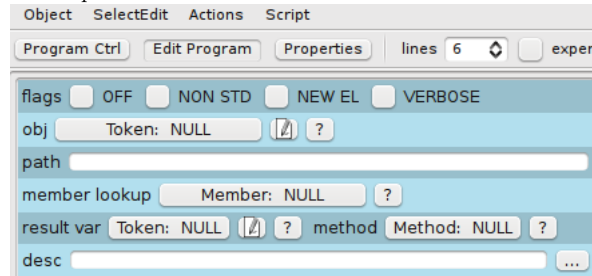 Object SelectEdit Actions Script
Program Ctrl Edit Program Properties lines 6
flags OFF NON STD NEW EL VERBOSE
obj Token: NULL ?
path
member lookup Member: NULL ?
result var Token: NULL ? method Method: NULL ?
desc ...